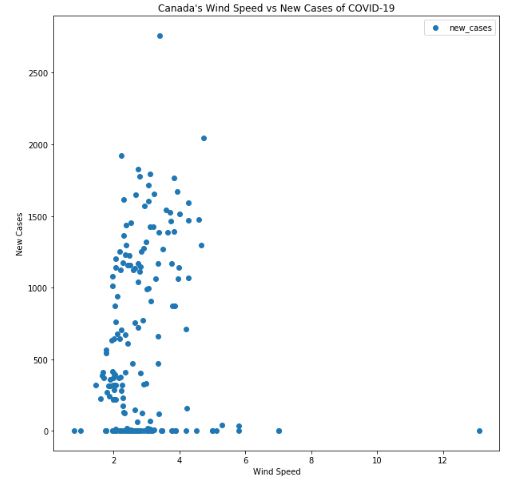 Canada's Wind Speed vs New Cases of COVID-19
new_cases
2500
2000
1500
1000
500
0
New Cases
2 4 6 8 10 12
Wind Speed